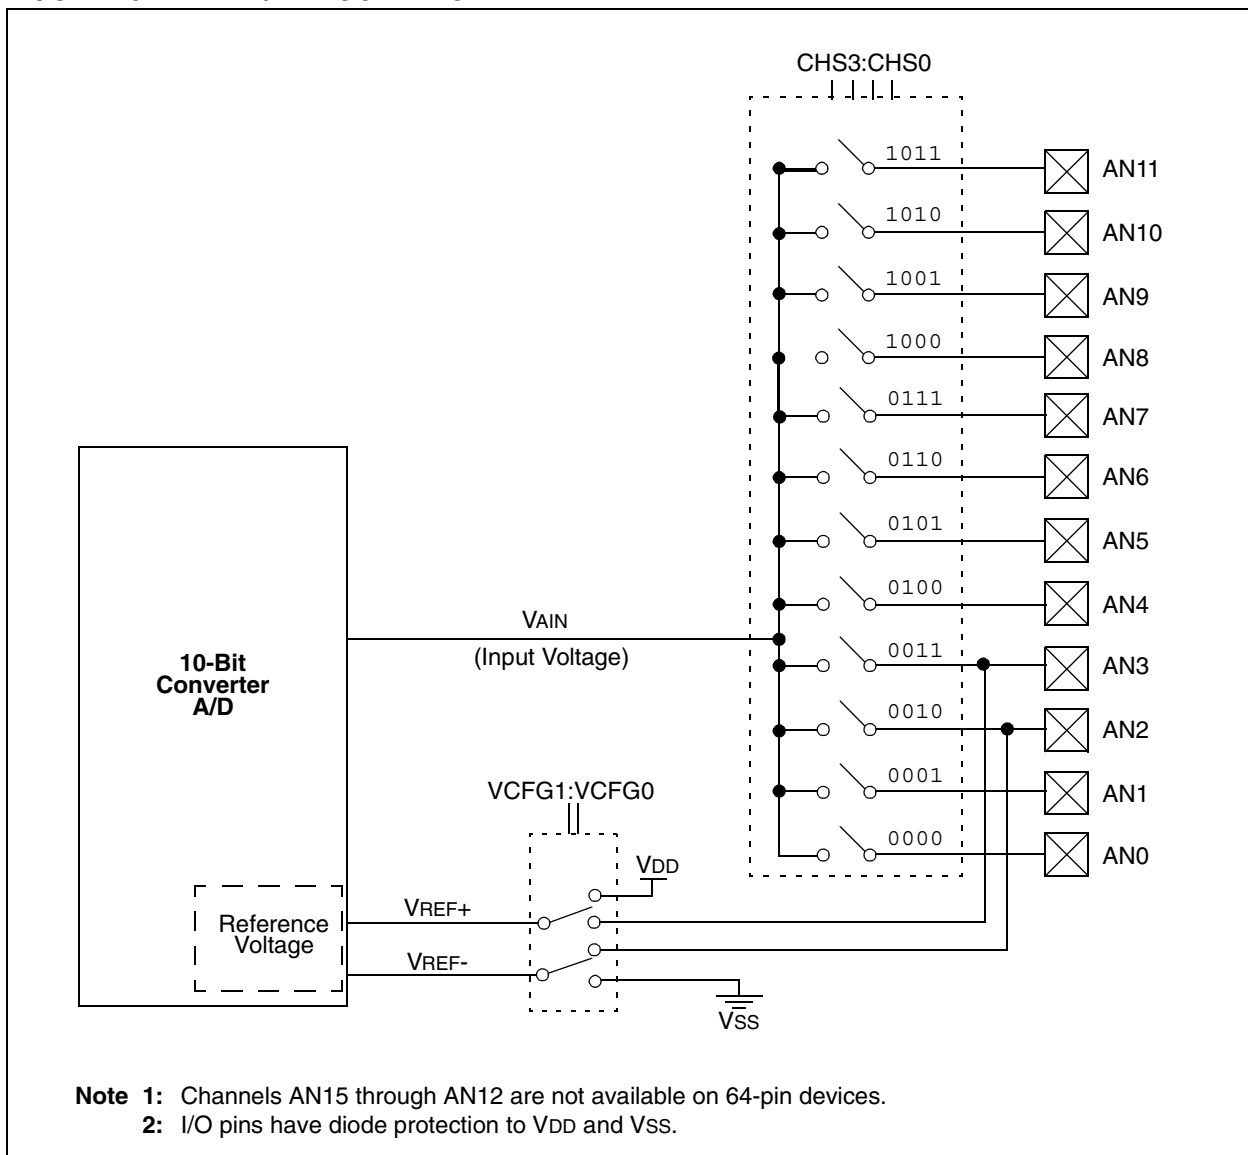 CHS3:CHS0
1011 AN11
1010 AN10
1001 AN9
1000 AN8
0111 AN7
0110 AN6
0101 AN5
0100 AN4
VAIN
(Input Voltage)
0011 AN3
0010 AN2
0001 AN1
0000 AN0
10-Bit
Converter
A/D
VCFG1:VCFG0
VDD
Reference
Voltage
VREF+
VREF-
VSS
Note 1: Channels AN15 through AN12 are not available on 64-pin devices.
2: I/O pins have diode protection to VDD and VSS.